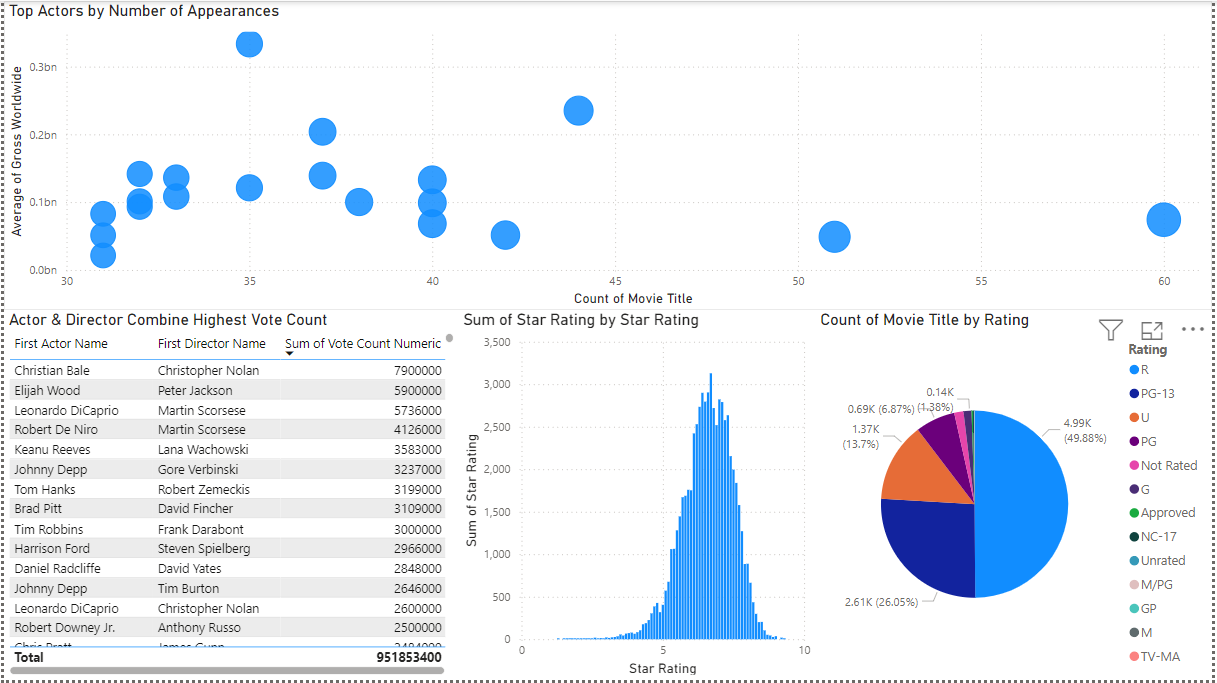 Top Actors by Number of Appearances
Average of Gross Worldwide
0.3bn
0.2bn
0.1bn
0.0bn
30 35 40 45 50 55 60
Count of Movie Title
Actor & Director Combine Highest Vote Count
First Actor Name First Director Name Sum of Vote Count Numeric
Christian Bale Christopher Nolan 7900000
Elijah Wood Peter Jackson 5900000
Leonardo DiCaprio Martin Scorsese 5736000
Robert De Niro Martin Scorsese 4126000
Keanu Reeves Lana Wachowski 3583000
Johnny Depp Gore Verbinski 3237000
Tom Hanks Robert Zemeckis 3199000
Brad Pitt David Fincher 3109000
Tim Robbins Frank Darabont 3000000
Harrison Ford Steven Spielberg 2966000
Daniel Radcliffe David Yates 2848000
Johnny Depp Tim Burton 2646000
Leonardo DiCaprio Christopher Nolan 2600000
Robert Downey Jr. Anthony Russo 2500000
Chris Pratt James Gunn
Total 951853400
Sum of Star Rating by Star Rating
Sum of Star Rating
3,500
3,000
2,500
2,000
1,500
1,000
500
0
0 5 10
Star Rating
Count of Movie Title by Rating
0.14K
(1.38%)
0.69K (6.87%)
1.37K
(13.7%)
4.99K
(49.88%)
2.61K (26.05%)
Rating
R
PG-13
U
PG
Not Rated
G
Approved
NC-17
Unrated
M/PG
GP
M
TV-MA